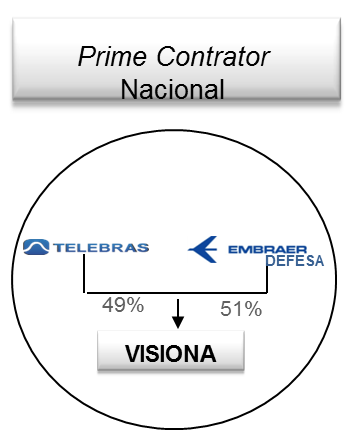 Prime Contrator
Nacional
TELEBRAS
EMBRAER
DEFESA
49%
51%
VISIONA